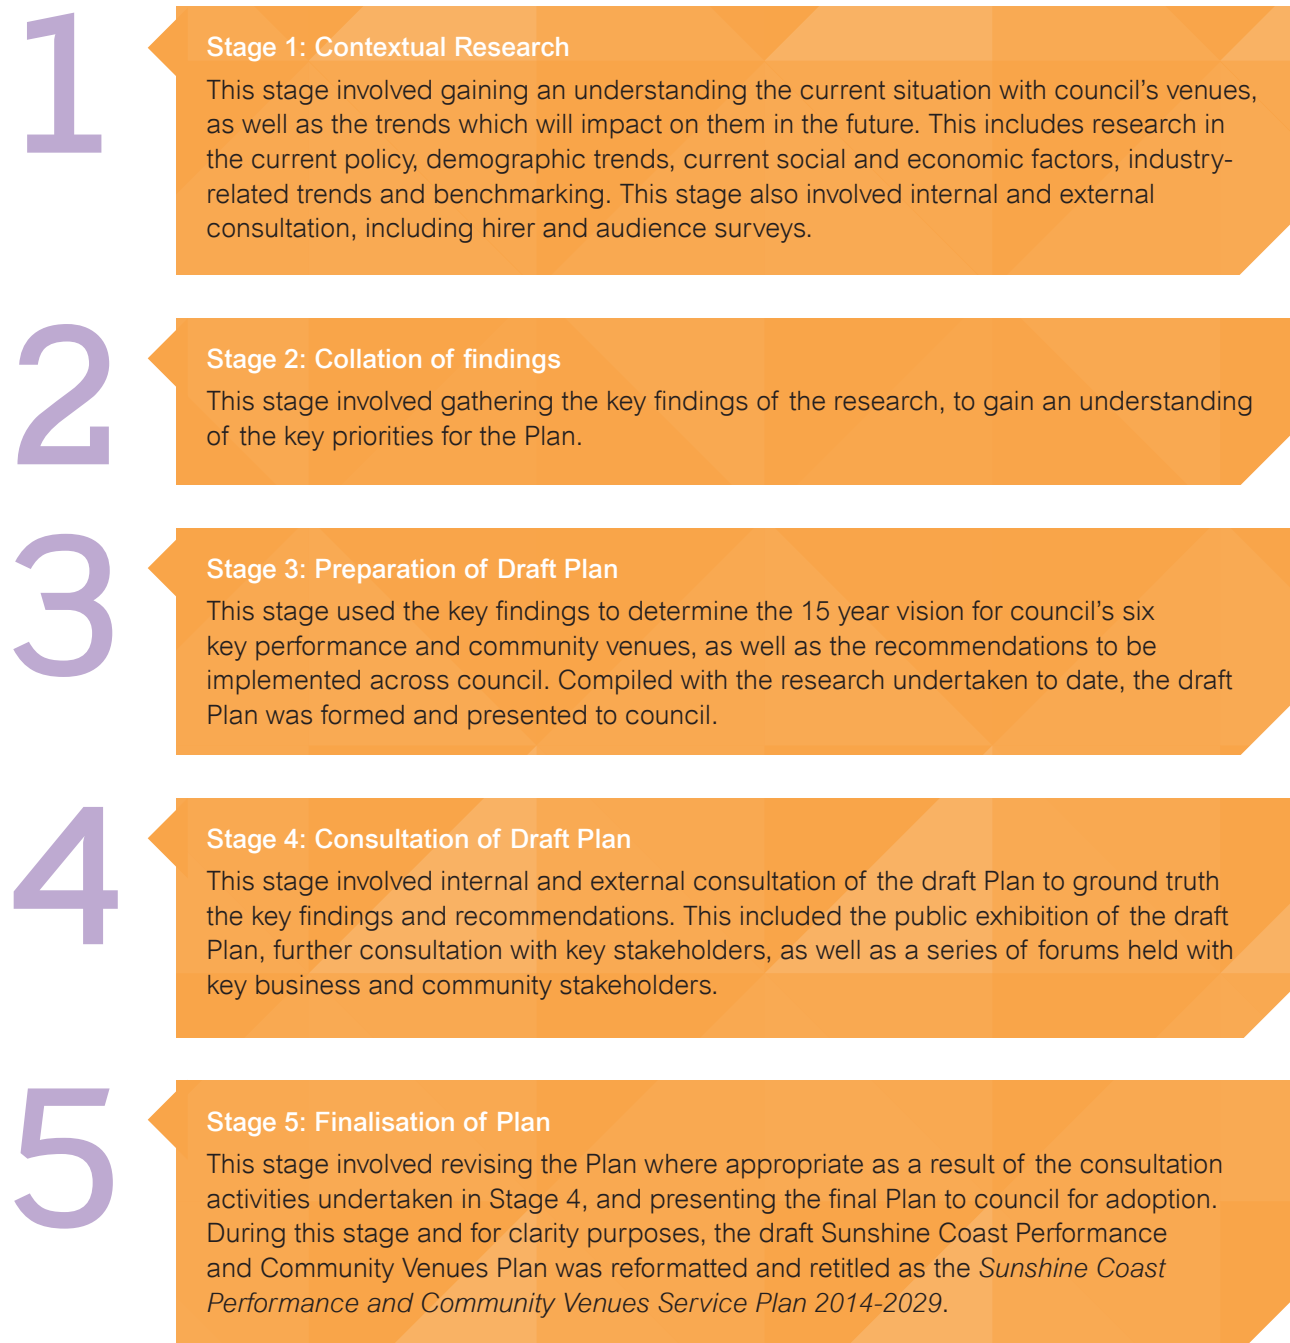 1
Stage 1: Contextual Research
This stage involved gaining an understanding the current situation with council’s venues,
as well as the trends which will impact on them in the future. This includes research in
the current policy, demographic trends, current social and economic factors, industry-
related trends and benchmarking. This stage also involved internal and external
consultation, including hirer and audience surveys.
2
Stage 2: Collation of findings
This stage involved gathering the key findings of the research, to gain an understanding
of the key priorities for the Plan.
3
Stage 3: Preparation of Draft Plan
This stage used the key findings to determine the 15 year vision for council’s six
key performance and community venues, as well as the recommendations to be
implemented across council. Compiled with the research undertaken to date, the draft
Plan was formed and presented to council.
4
Stage 4: Consultation of Draft Plan
This stage involved internal and external consultation of the draft Plan to ground truth
the key findings and recommendations. This included the public exhibition of the draft
Plan, further consultation with key stakeholders, as well as a series of forums held with
key business and community stakeholders.
5
Stage 5: Finalisation of Plan
This stage involved revising the Plan where appropriate as a result of the consultation
activities undertaken in Stage 4, and presenting the final Plan to council for adoption.
During this stage and for clarity purposes, the draft Sunshine Coast Performance
and Community Venues Plan was reformatted and retitled as the Sunshine Coast
Performance and Community Venues Service Plan 2014-2029.